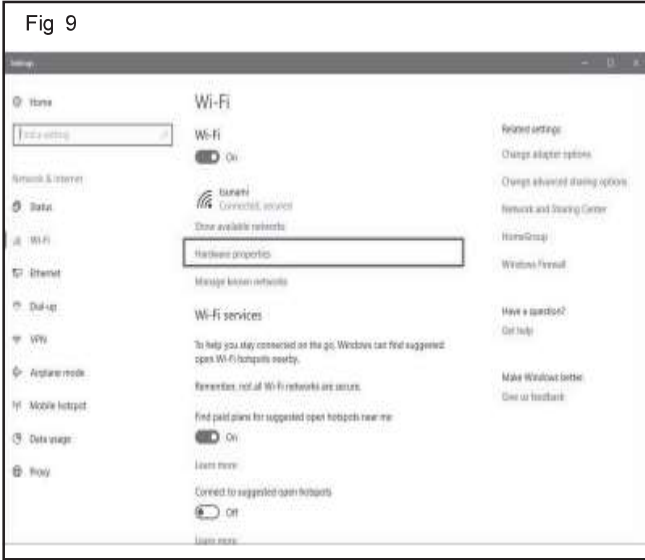 Fig 9
Settings
Home
Find a setting
Network & Internet
Status
Wi-Fi
Ethernet
Dial-up
VPN
Airplane mode
Mobile hotspot
Data usage
Proxy
Wi-Fi
Wi-Fi
On
tsunami
Connected, secured
Show available networks
Hardware properties
Manage known networks
Wi-Fi services
To help you stay connected on the go, Windows can find suggested
open Wi-Fi hotspots nearby.
Remember, not all Wi-Fi networks are secure.
Find paid plans for suggested open hotspots near me
On
Learn more
Connect to suggested open hotspots
Off
Learn more
Related settings
Change adapter options
Change advanced sharing options
Network and Sharing Center
HomeGroup
Windows Firewall
Have a question?
Get help
Make Windows better.
Give us feedback